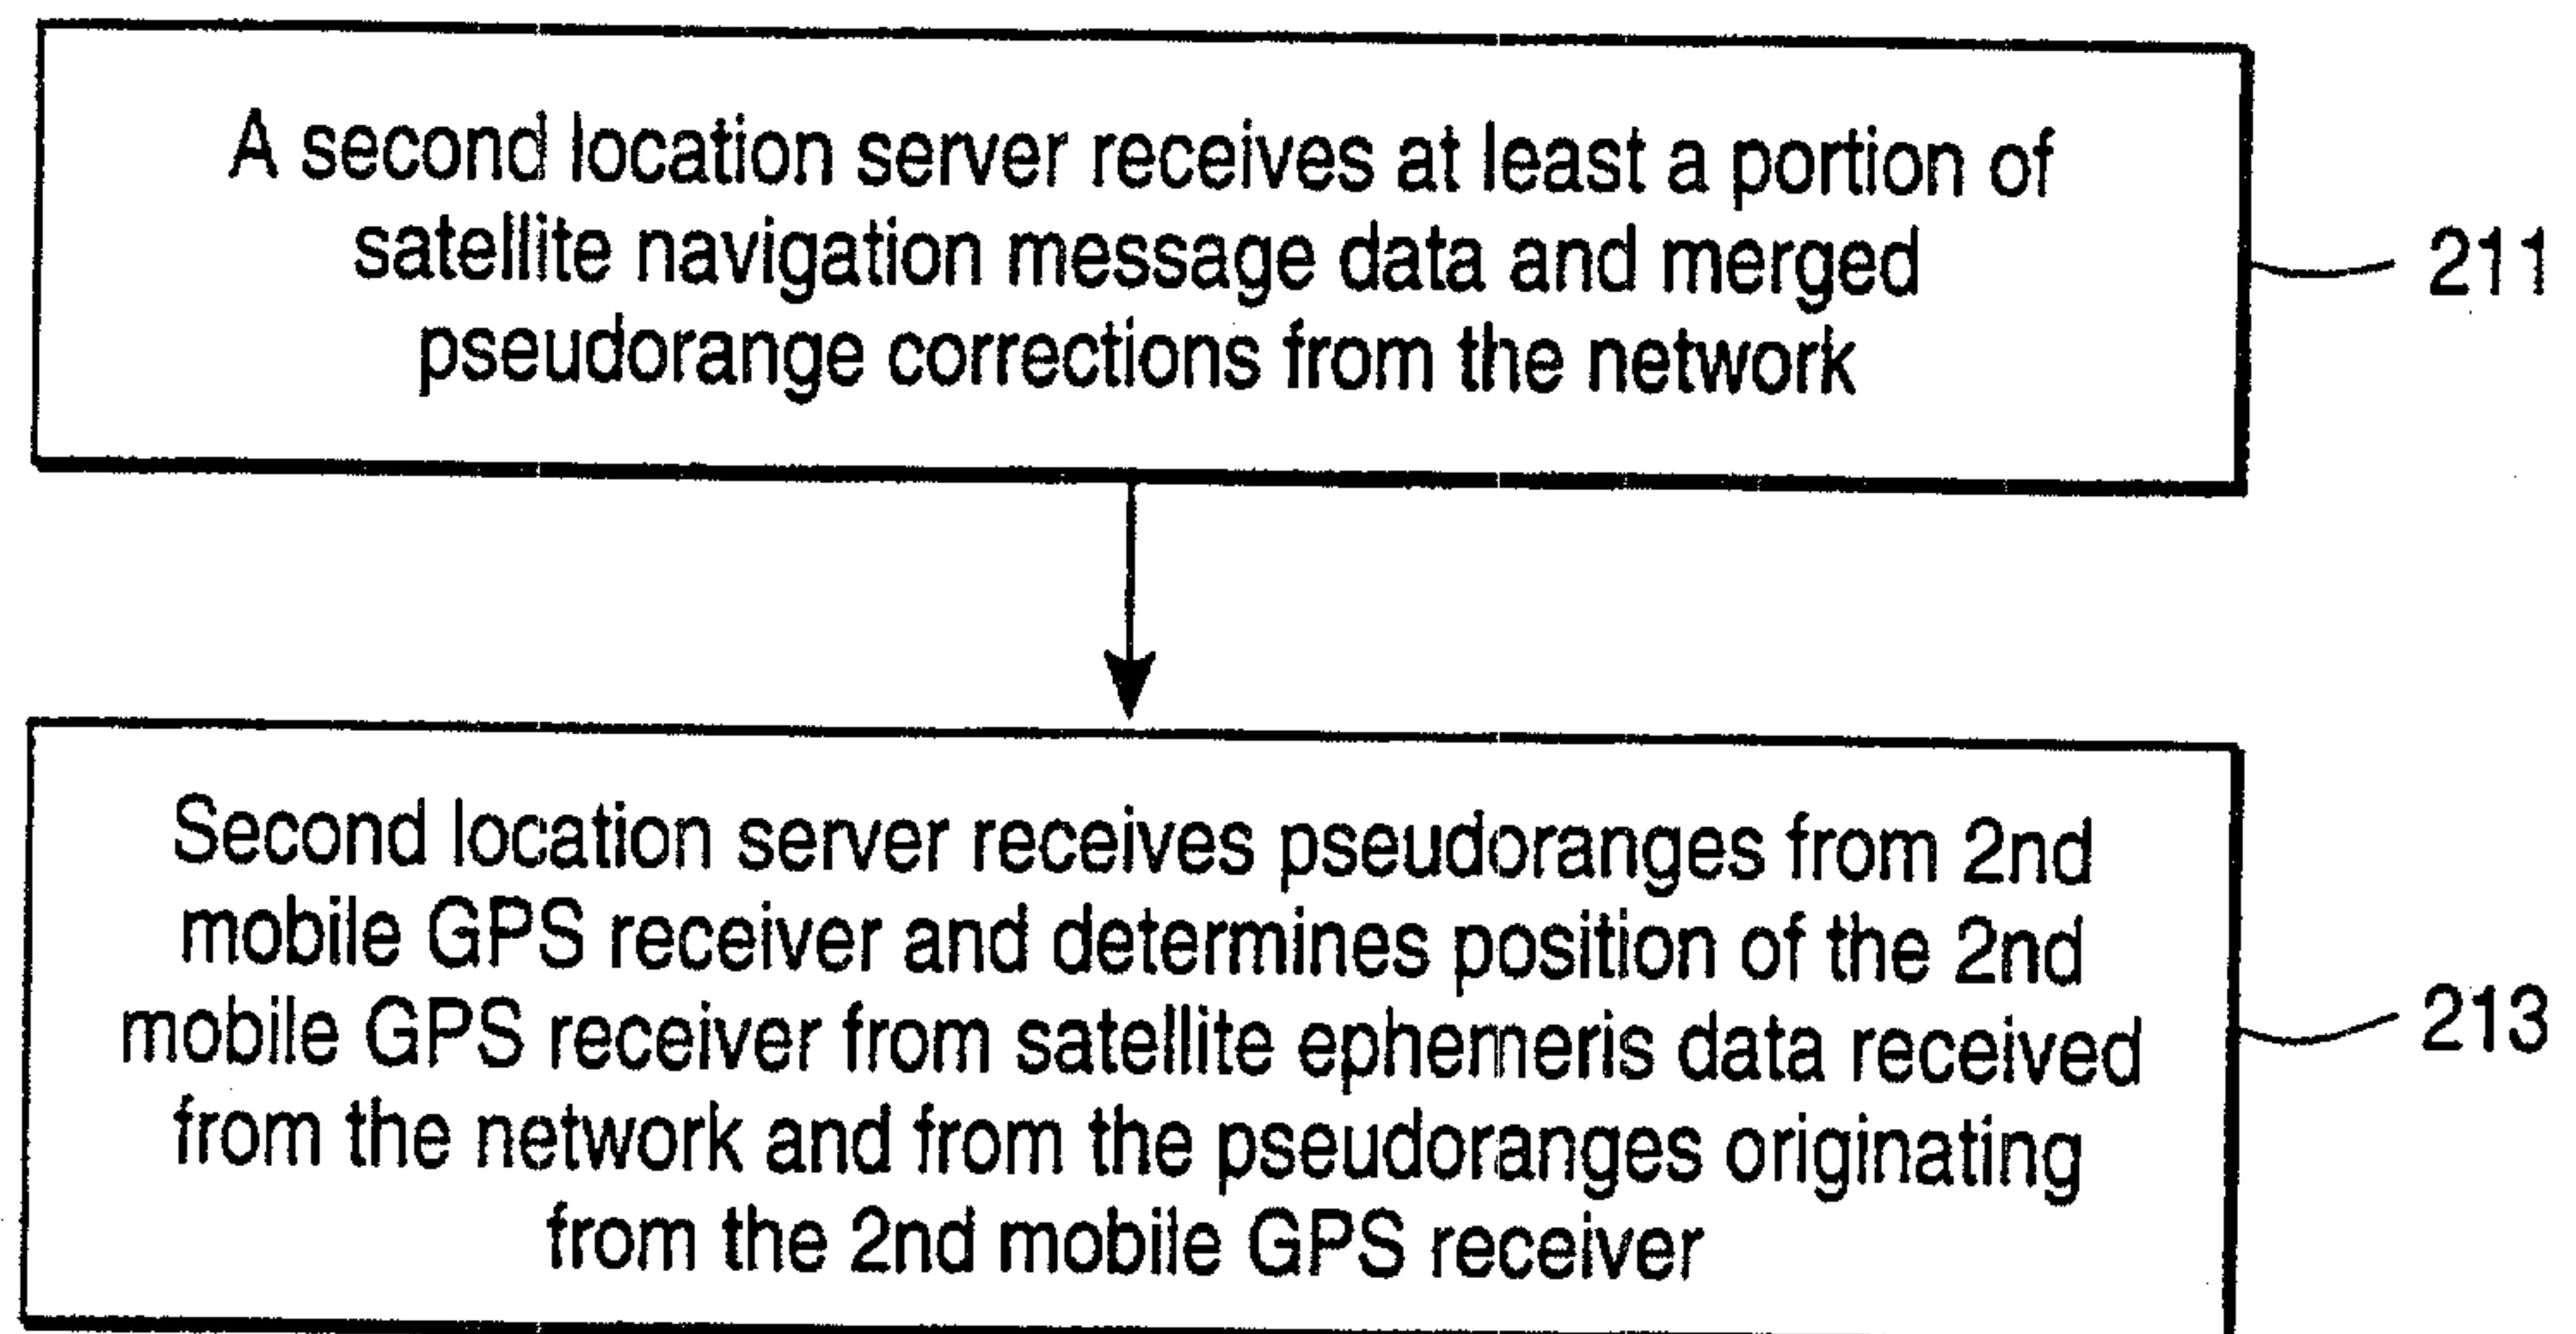 A second location server receives at least a portion of
satellite navigation message data and merged
pseudorange corrections from the network
211
Second location server receives pseudoranges from 2nd
mobile GPS receiver and determines position of the 2nd
mobile GPS receiver from satellite ephemeris data received
from the network and from the pseudoranges originating
from the 2nd mobile GPS receiver
213